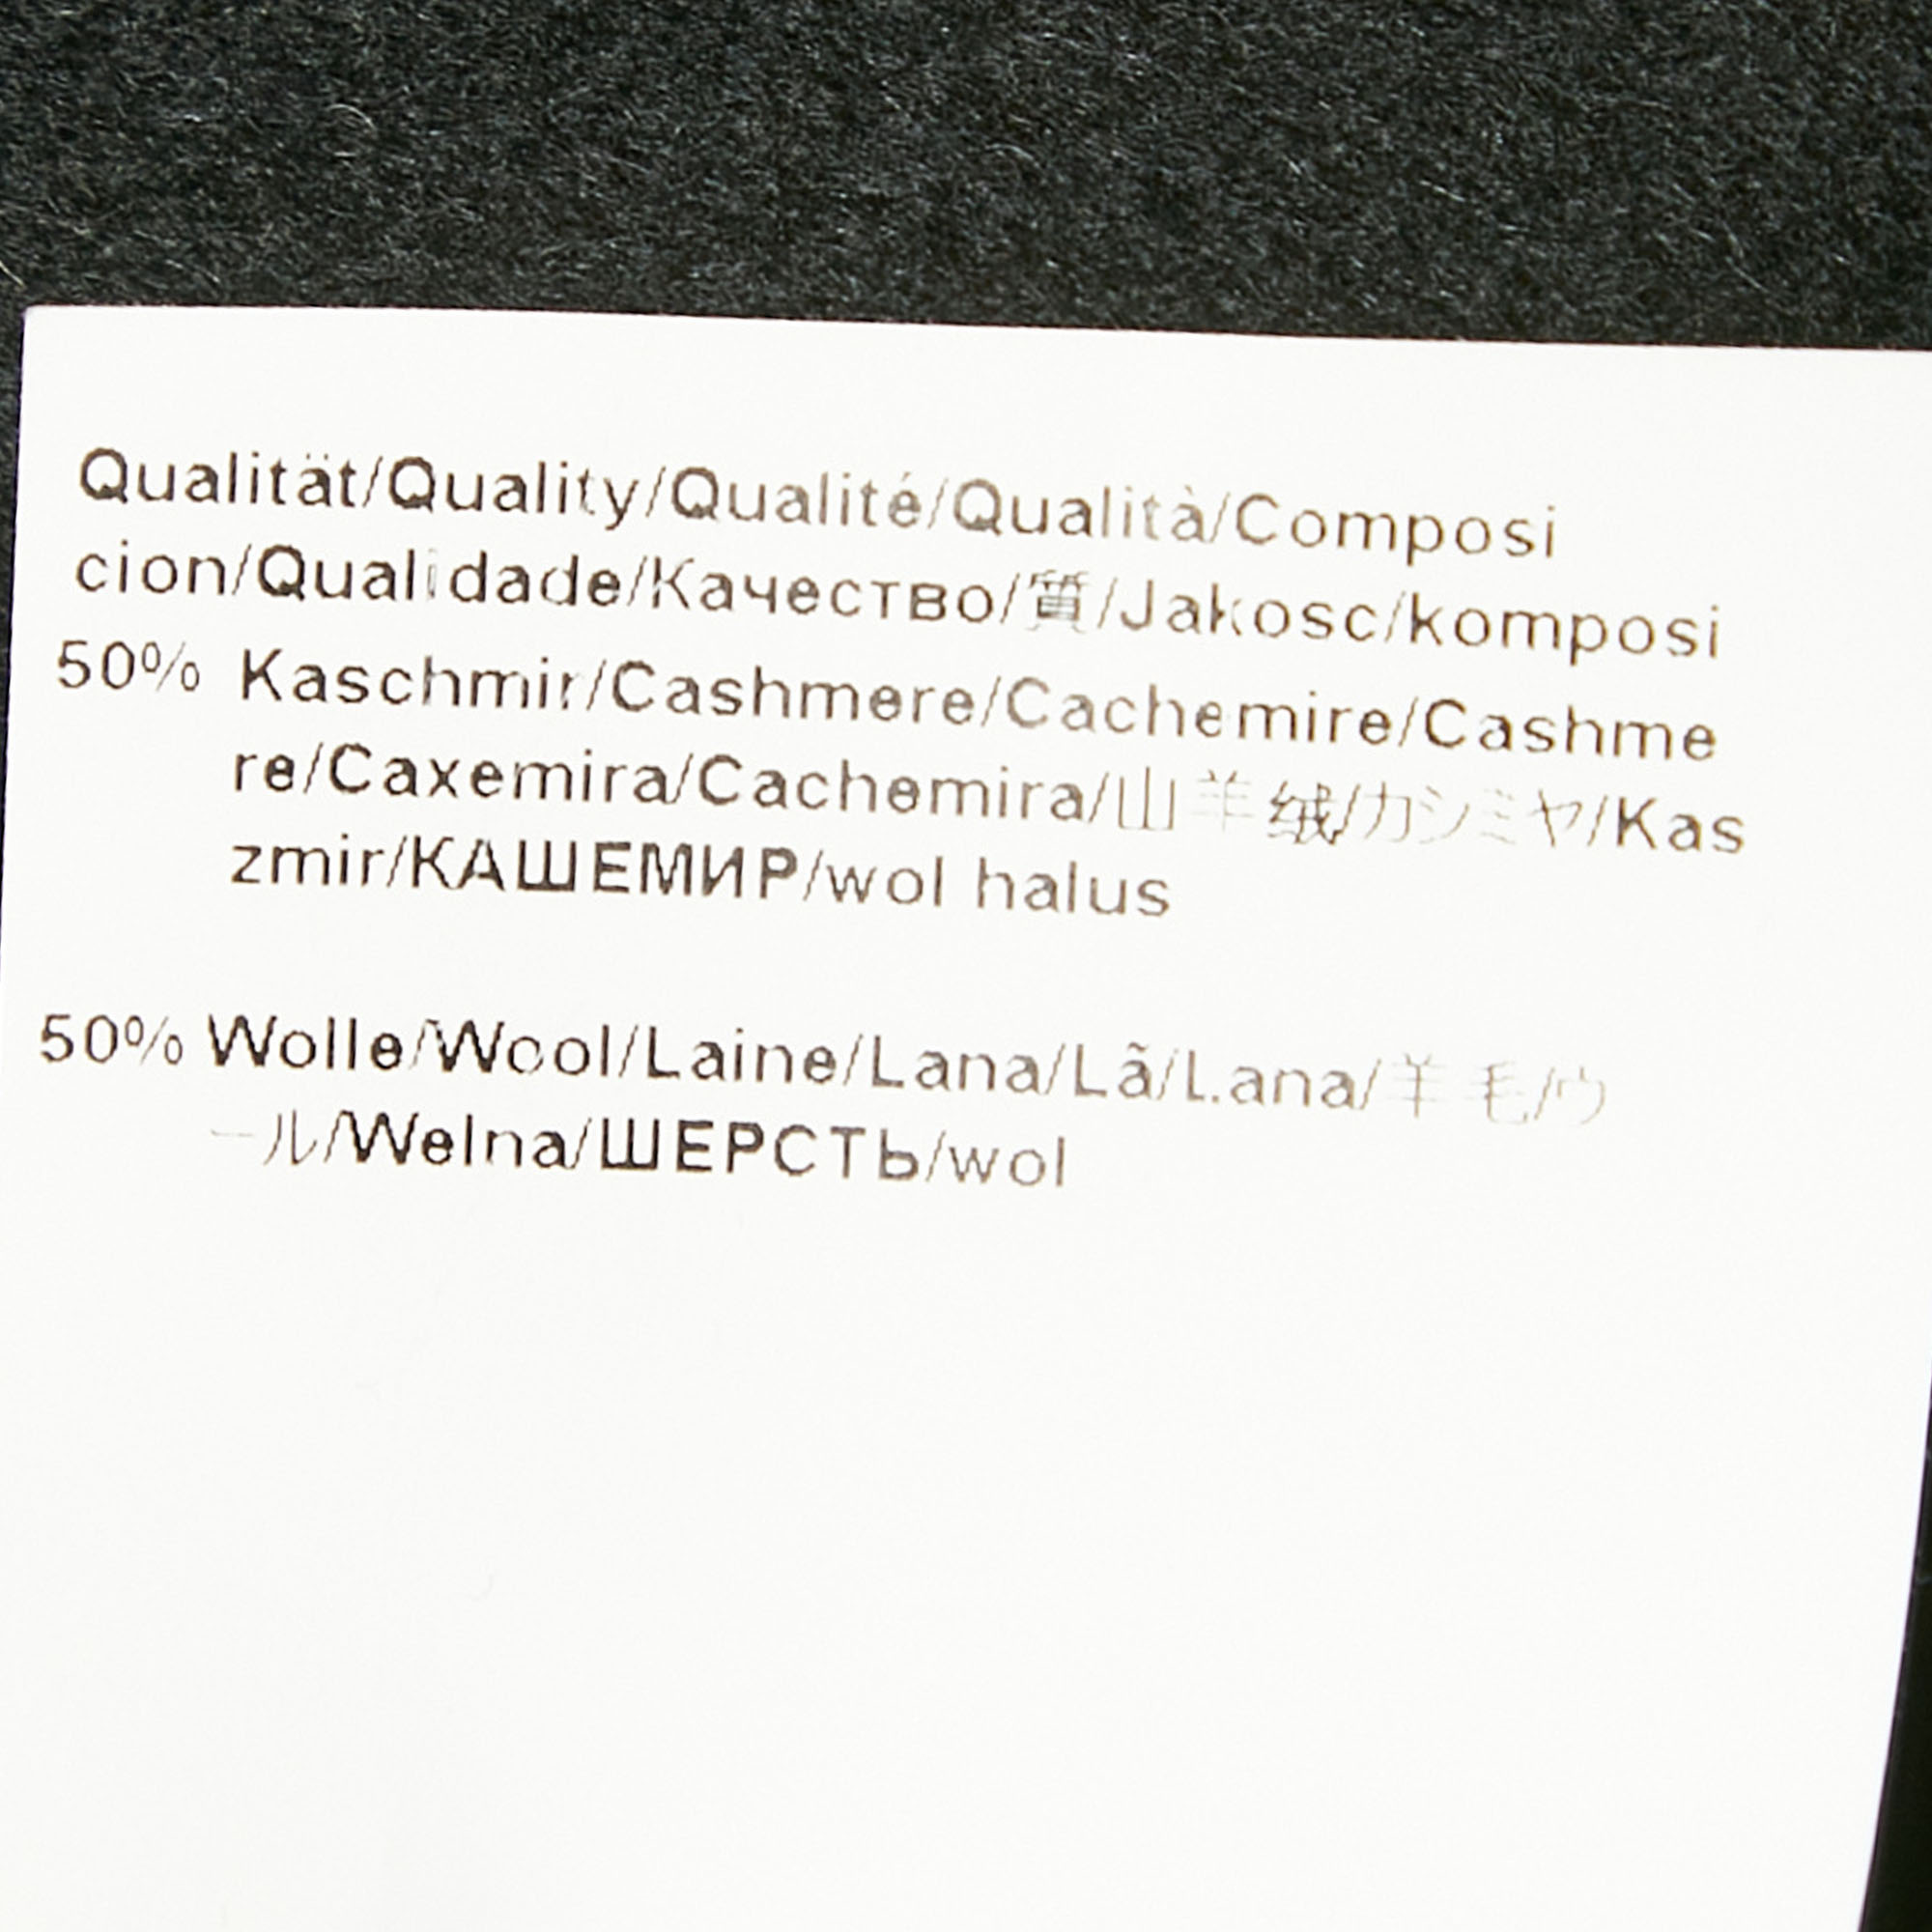 Qualität/Quality/Qualité/Qualità/Composi
cion/Qualidade/Качество/質/Jakosc/komposi
50% Kaschmir/Cashmere/Cachemire/Cashme
re/Caxemira/Cachemira/山羊绒/カシミヤ/Kas
zmir/КАШЕМИР/wol halus
50% Wolle/Wool/Laine/Lana/Lã/Lana/羊毛/ウ
ール/Welna/ШЕРСТЬ/wol